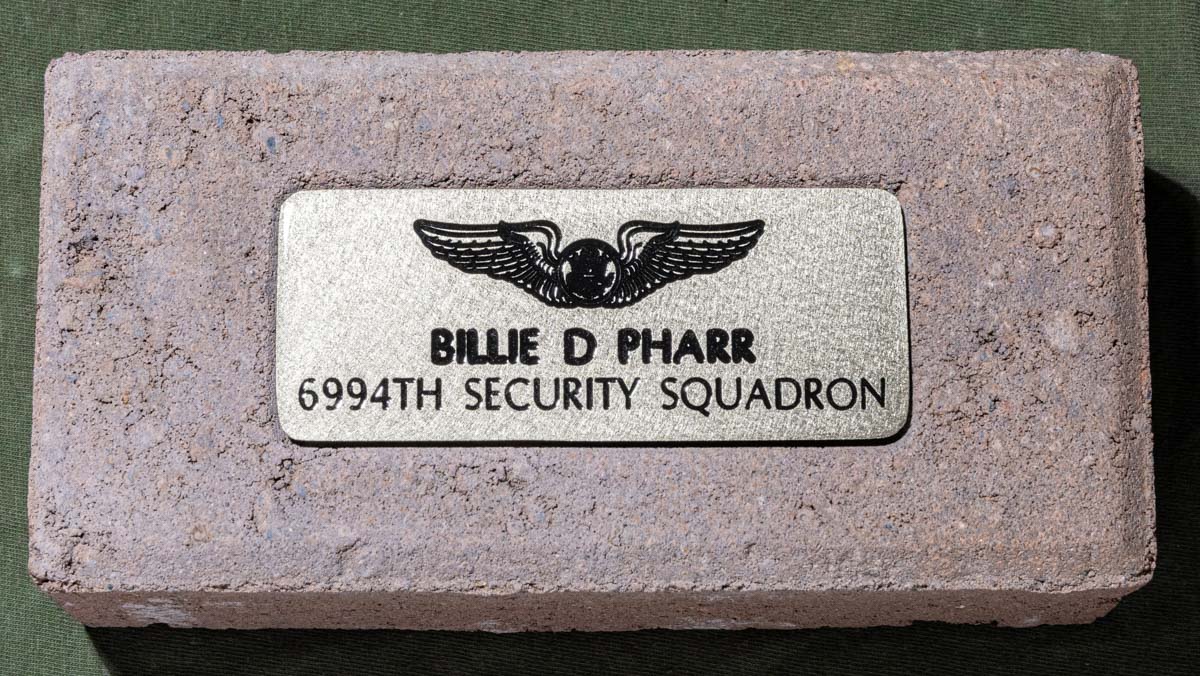 BILLIE D PHARR
6994TH SECURITY SQUADRON